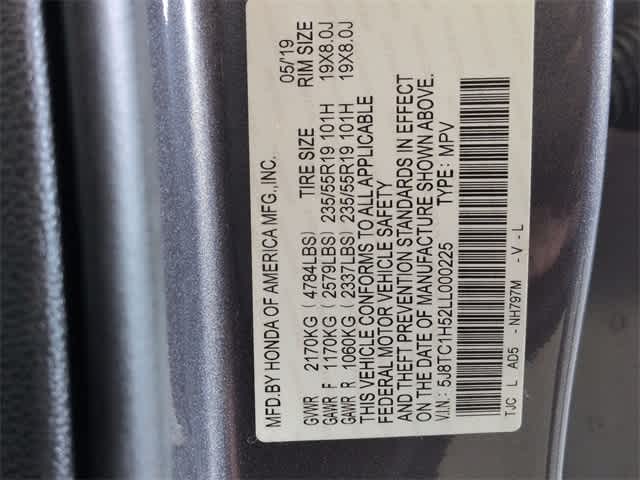 MFD.BY HONDA OF AMERICA MFG.,INC. 05/19
GVWR 2170KG ( 4784LBS) TIRE SIZE RIM SIZE
GAWR F 1170KG ( 2579LBS) 235/55R19 101H 19X8.0J
GAWR R 1060KG ( 2337LBS) 235/55R19 101H 19X8.0J
THIS VEHICLE CONFORMS TO ALL APPLICABLE
FEDERAL MOTOR VEHICLE SAFETY
AND THEFT PREVENTION STANDARDS IN EFFECT
ON THE DATE OF MANUFACTURE SHOWN ABOVE.
V.I.N.: 5J8TC1H52LL000225 TYPE: MPV
TJC L AD5 - NH797M - V - L